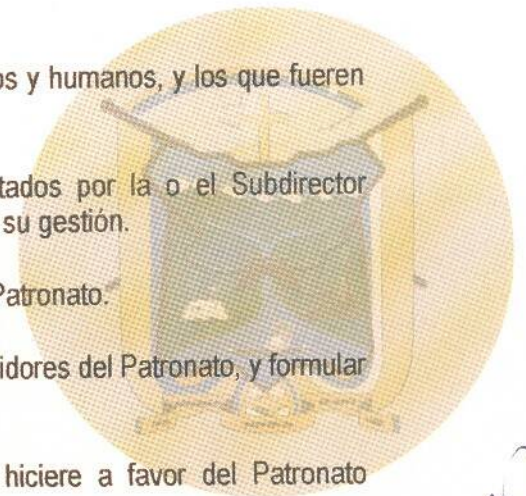 os y humanos, y los que fueren
tados por la o el Subdirector
su gestión.
Patronato.
idores del Patronato, y formular
hiciere a favor del Patronato